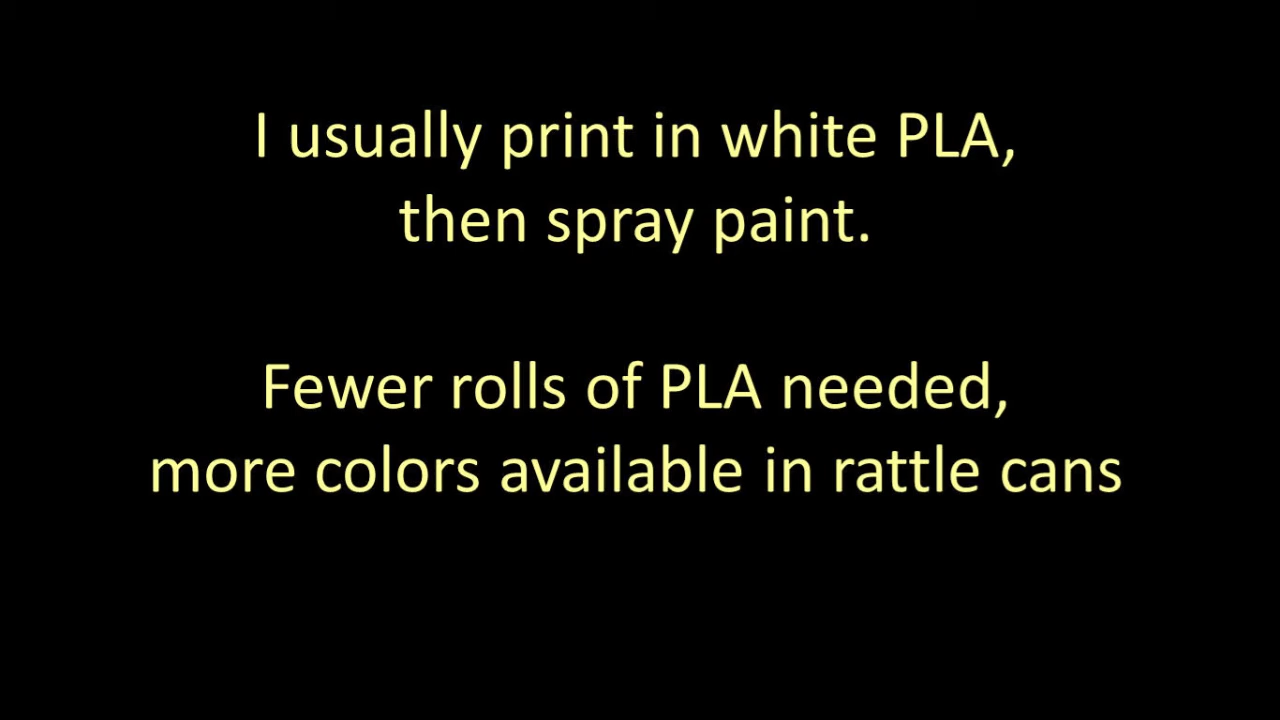 I usually print in white PLA,
then spray paint.
Fewer rolls of PLA needed,
more colors available in rattle cans